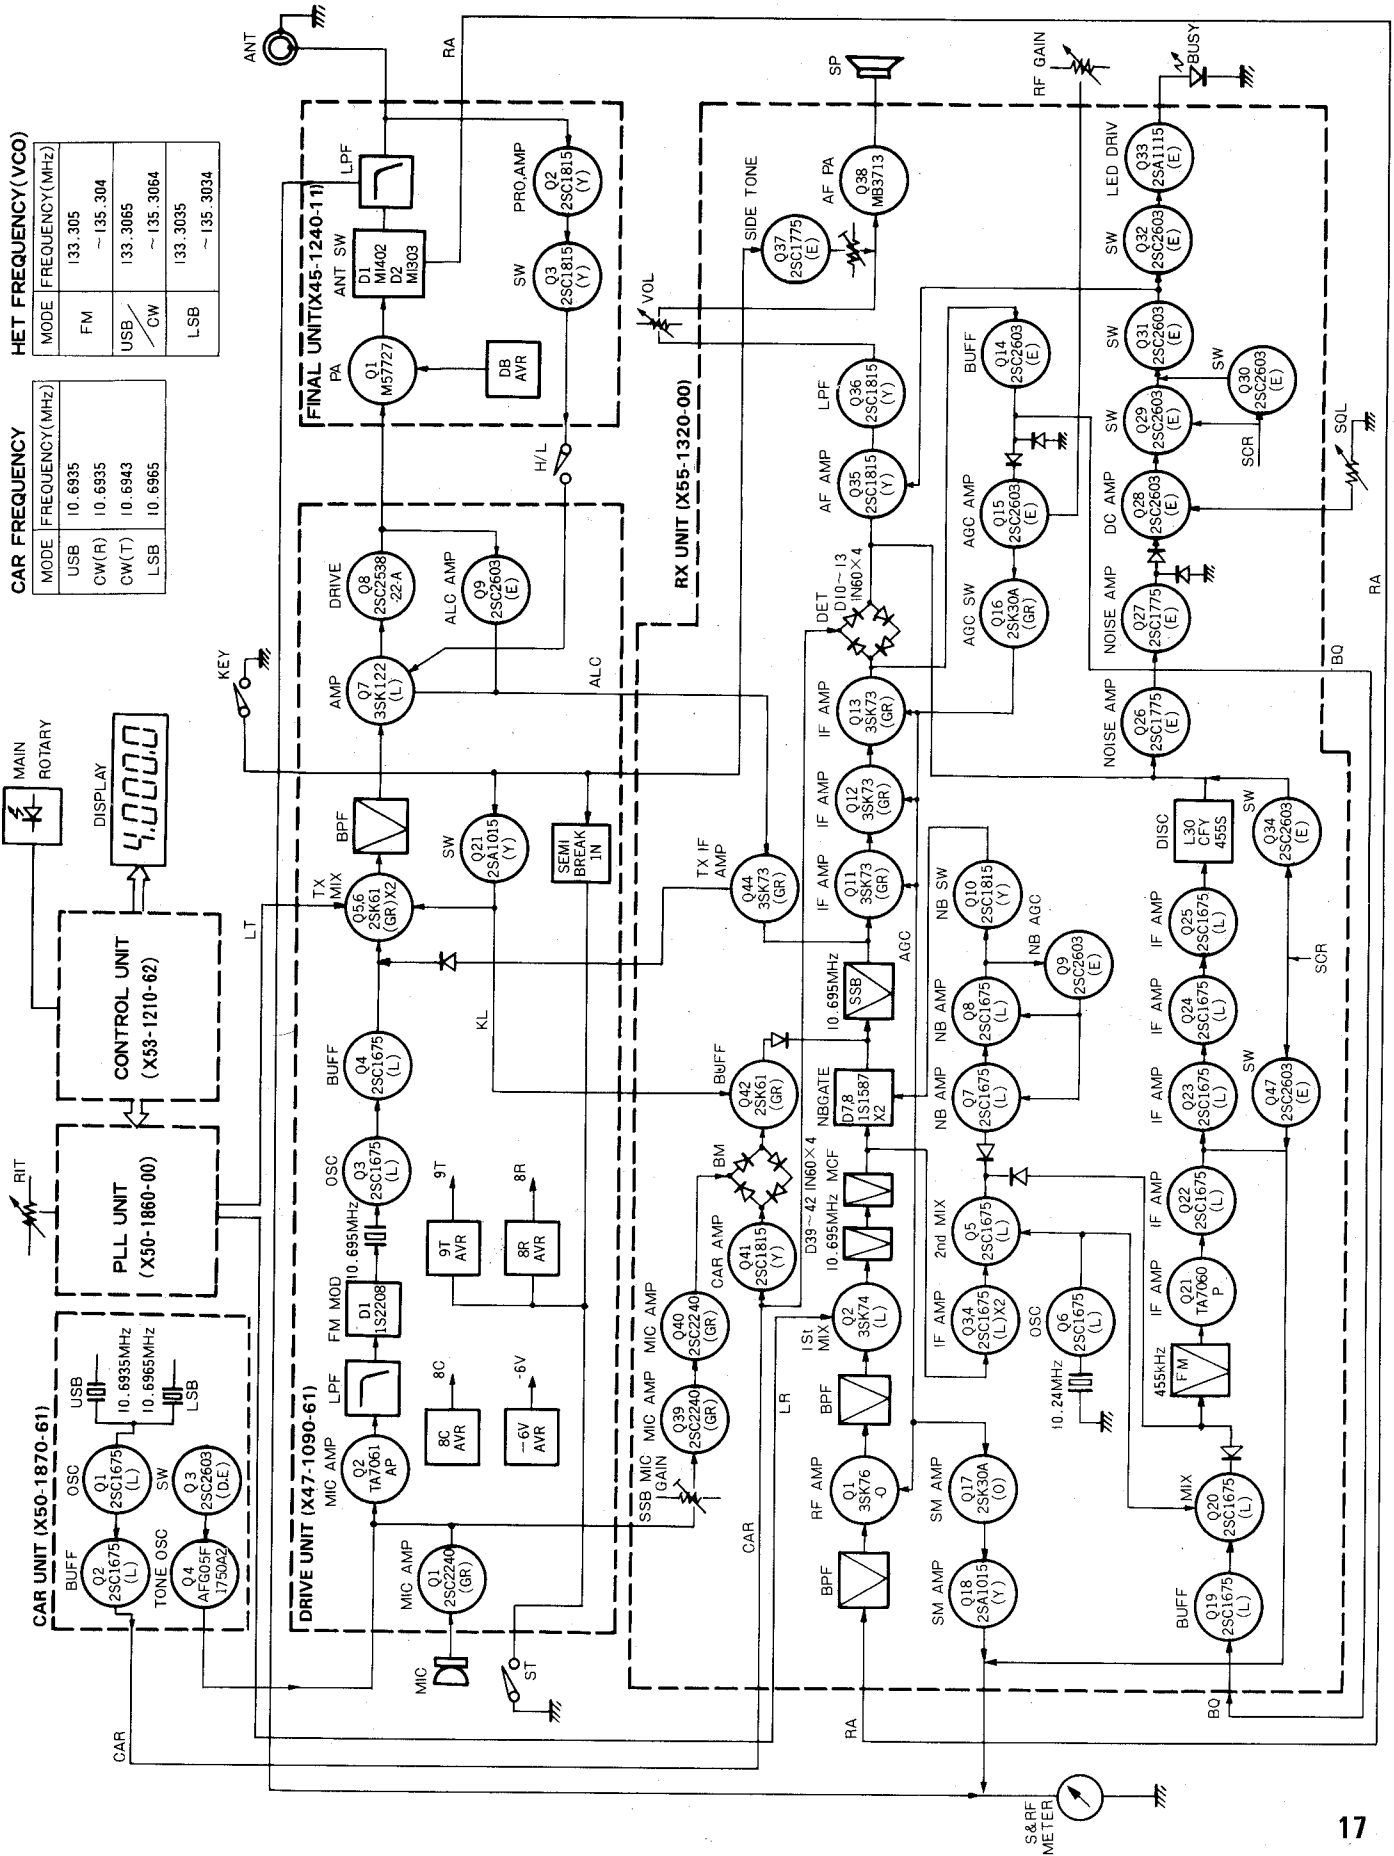 CAR FREQUENCY
MODE FREQUENCY(MHz)
USB 10.6935
CW(R) 10.6935
CW(T) 10.6943
LSB 10.6965
HET FREQUENCY(VCO)
MODE FREQUENCY(MHz)
FM 133.305
~135.304
USB/CW 133.3065
~135.3064
LSB 133.3035
~135.3034
CAR UNIT (X50-1870-61)
OSC
Q1
2SC1675
(L)
USB
10.6935MHz
10.6965MHz
LSB
BUFF
Q2
2SC1675
(L)
SW
Q3
2SC2603
(D.E)
TONE OSC
Q4
AFG05F
1750A2
CAR
RIT
PLL UNIT
(X50-1860-00)
CONTROL UNIT
(X53-1210-62)
MAIN
ROTARY
DISPLAY
4.000.0
LT
KEY
ANT
RA
DRIVE UNIT (X47-1090-61)
MIC
MIC AMP
Q1
2SC2240
(GR)
MIC AMP
Q2
TA7061
AP
LPF
FM MOD
D1
1S2208
10.695MHz
OSC
Q3
2SC1675
(L)
BUFF
Q4
2SC1675
(L)
TX
MIX
Q5,6
2SK61
(GR)X2
BPF
AMP
Q7
3SK122
(L)
DRIVE
Q8
2SC2538
-22-A
ALC AMP
Q9
2SC2603
(E)
SW
Q21
2SA1015
(Y)
SEMI
BREAK
1N
8C
AVR
8C
-6V
AVR
-6V
9T
AVR
9T
8R
AVR
8R
ST
KL
ALC
H/L
FINAL UNIT(X45-1240-11)
PA
Q1
M57727
DB
AVR
ANT SW
D1
MI402
D2
MI303
LPF
PRO,AMP
Q2
2SC1815
(Y)
SW
Q3
2SC1815
(Y)
RX UNIT (X55-1320-00)
SSB MIC
GAIN
MIC AMP
Q39
2SC2240
(GR)
MIC AMP
Q40
2SC2240
(GR)
CAR AMP
Q41
2SC1815
(Y)
BM
D39~42 IN60×4
BUFF
Q42
2SK61
(GR)
TX IF
AMP
Q44
3SK73
(GR)
CAR
LR
SIDE TONE
Q37
2SC1775
(E)
VOL
AF PA
Q38
MB3713
SP
RA
BPF
RF AMP
Q1
3SK76
-O
BPF
1St
MIX
Q2
3SK74
(L)
10.695MHz MCF
NBGATE
D7,8
1S1587
X2
10.695MHz
SSB
IF AMP
Q11
3SK73
(GR)
IF AMP
Q12
3SK73
(GR)
IF AMP
Q13
3SK73
(GR)
DET
D10~13
IN60×4
AF AMP
Q35
2SC1815
(Y)
LPF
Q36
2SC1815
(Y)
AGC
SM AMP
Q18
2SA1015
(Y)
SM AMP
Q17
2SK30A
(O)
IF AMP
Q3,4
2SC1675
(L)X2
2nd MIX
Q5
2SC1675
(L)
OSC
Q6
2SC1675
(L)
10.24MHz
NB AMP
Q7
2SC1675
(L)
NB AMP
Q8
2SC1675
(L)
NB SW
Q10
2SC1815
(Y)
NB AGC
Q9
2SC2603
(E)
AGC SW
Q16
2SK30A
(GR)
AGC AMP
Q15
2SC2603
(E)
BUFF
Q14
2SC2603
(E)
RF GAIN
BQ
BUFF
Q19
2SC1675
(L)
MIX
Q20
2SC1675
(L)
455kHz
FM
IF AMP
Q21
TA7060
P
IF AMP
Q22
2SC1675
(L)
IF AMP
Q23
2SC1675
(L)
IF AMP
Q24
2SC1675
(L)
IF AMP
Q25
2SC1675
(L)
DISC
L30
CFY
455S
SW
Q47
2SC2603
(E)
SW
Q34
2SC2603
(E)
SCR
NOISE AMP
Q26
2SC1775
(E)
NOISE AMP
Q27
2SC1775
(E)
DC AMP
Q28
2SC2603
(E)
SW
Q29
2SC2603
(E)
SW
Q30
2SC2603
(E)
SCR
SW
Q31
2SC2603
(E)
SW
Q32
2SC2603
(E)
LED DRIV
Q33
2SA1115
(E)
BUSY
SQL
BQ
RA
S&RF
METER
17